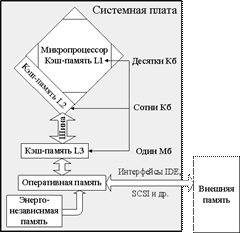 Системная плата
Микропроцессор
Кэш-память L1
Десятки Кб
Кэш-память L2
Сотни Кб
Шина
Кэш-память L3
Один Мб
Интерфейсы IDE,
SCSI и др.
Оперативная память
Внешняя
память
Энерго-
независимая
память